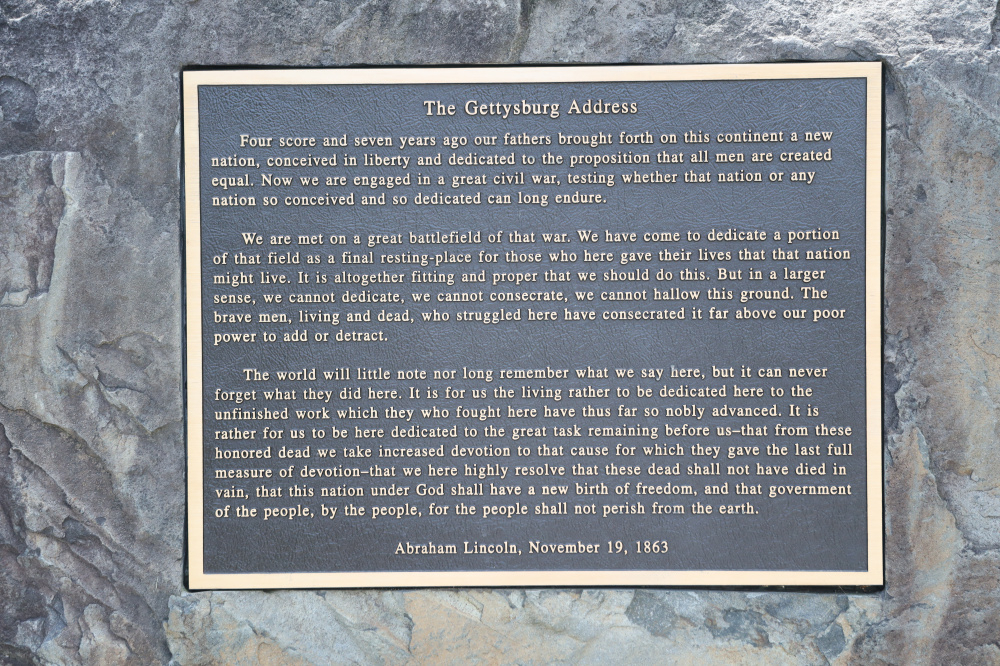 The Gettysburg Address
Four score and seven years ago our fathers brought forth on this continent a new
nation, conceived in liberty and dedicated to the proposition that all men are created
equal. Now we are engaged in a great civil war, testing whether that nation or any
nation so conceived and so dedicated can long endure.
We are met on a great battlefield of that war. We have come to dedicate a portion
of that field as a final resting-place for those who here gave their lives that that nation
might live. It is altogether fitting and proper that we should do this. But in a larger
sense, we cannot dedicate, we cannot consecrate, we cannot hallow this ground. The
brave men, living and dead, who struggled here have consecrated it far above our poor
power to add or detract.
The world will little note nor long remember what we say here, but it can never
forget what they did here. It is for us the living rather to be dedicated here to the
unfinished work which they who fought here have thus far so nobly advanced. It is
rather for us to be here dedicated to the great task remaining before us–that from these
honored dead we take increased devotion to that cause for which they gave the last full
measure of devotion–that we here highly resolve that these dead shall not have died in
vain, that this nation under God shall have a new birth of freedom, and that government
of the people, by the people, for the people shall not perish from the earth.
Abraham Lincoln, November 19, 1863